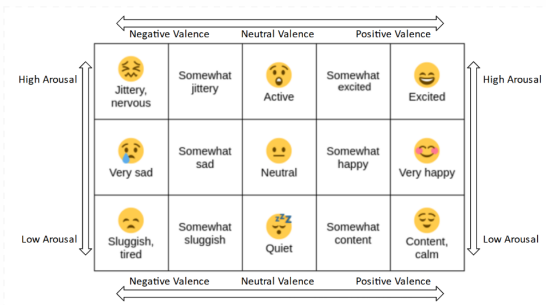 Negative Valence Neutral Valence Positive Valence
High Arousal
High Arousal
Jittery,
nervous
Somewhat
jittery
Active
Somewhat
excited
Excited
Very sad
Somewhat
sad
Neutral
Somewhat
happy
Very happy
Low Arousal
Low Arousal
Sluggish,
tired
Somewhat
sluggish
zzZ
Quiet
Somewhat
content
Content,
calm
Negative Valence Neutral Valence Positive Valence